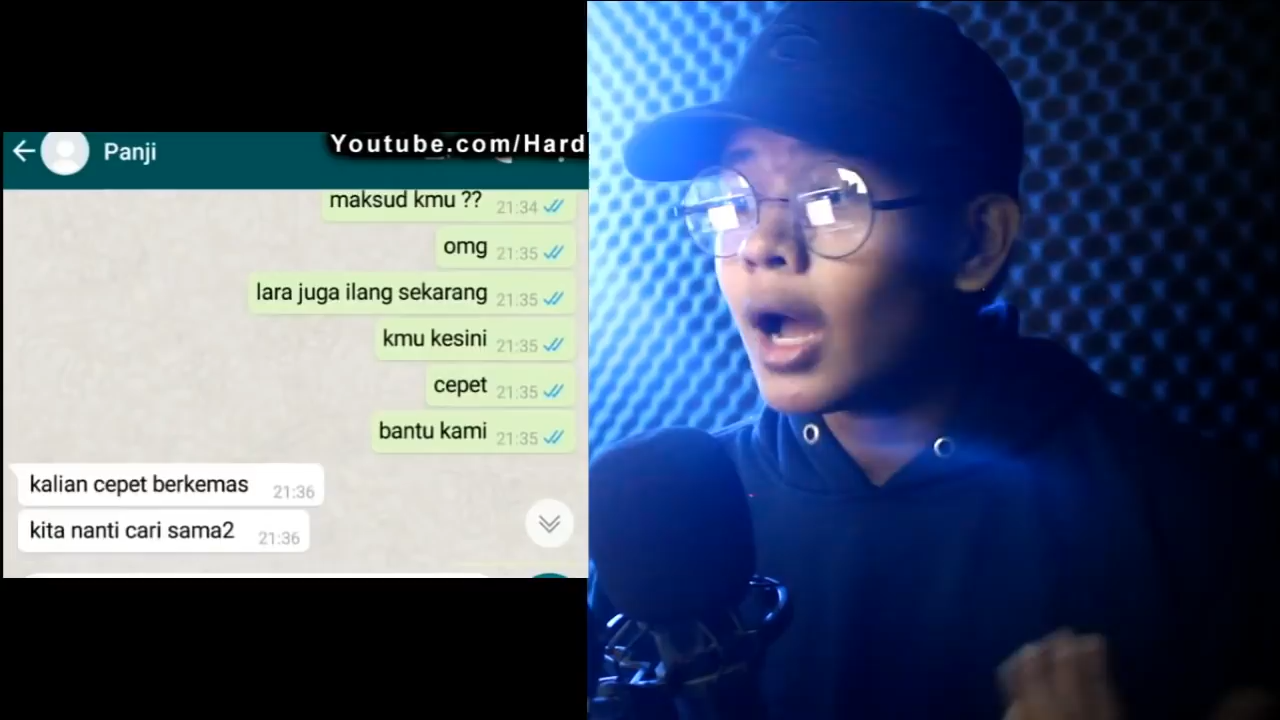 Youtube.com/Hard
Panji
maksud kmu ?? 21:34
omg 21:35
lara juga ilang sekarang 21:35
kmu kesini 21:35
cepet 21:35
bantu kami 21:35
kalian cepet berkemas 21:36
kita nanti cari sama2 21:36